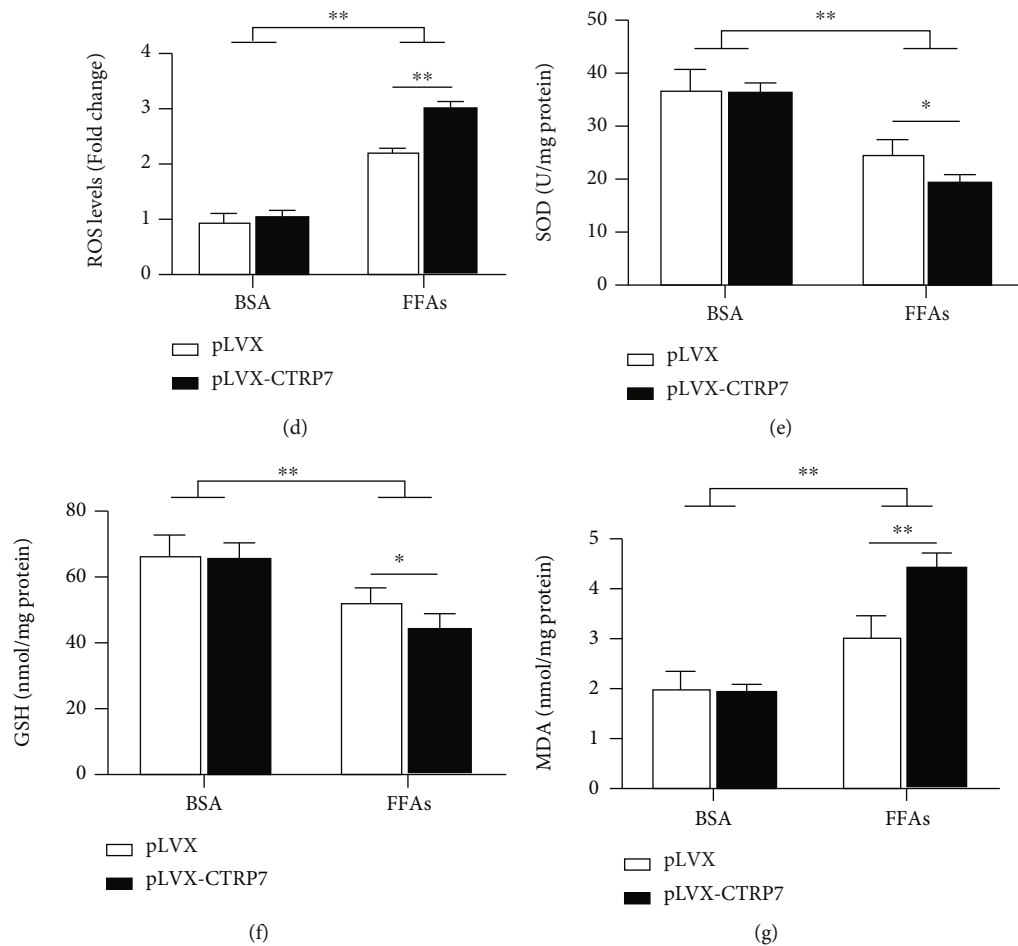 **
4
3
2
1
0
ROS levels (Fold change)
**
BSA
FFAs
pLVX
pLVX-CTRP7
(d)
**
50
40
30
20
10
0
SOD (U/mg protein)
*
BSA
FFAs
pLVX
pLVX-CTRP7
(e)
**
80
60
40
20
0
GSH (nmol/mg protein)
*
BSA
FFAs
pLVX
pLVX-CTRP7
(f)
**
5
4
3
2
1
0
MDA (nmol/mg protein)
**
BSA
FFAs
pLVX
pLVX-CTRP7
(g)